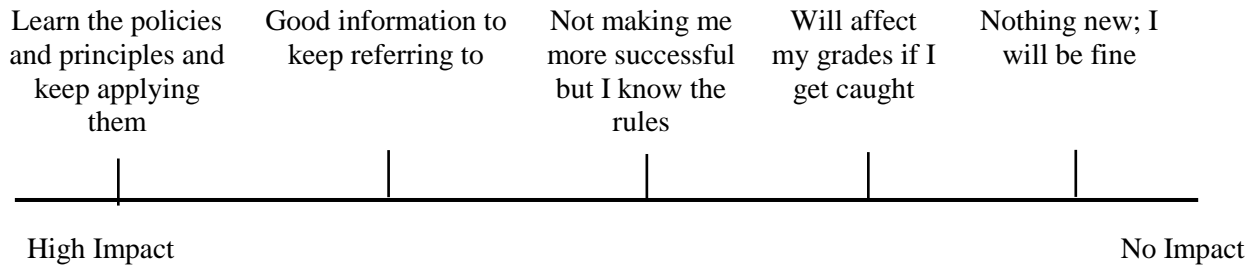 Learn the policies
and principles and
keep applying
them
Good information to
keep referring to
Not making me
more successful
but I know the
rules
Will affect
my grades if I
get caught
Nothing new; I
will be fine
High Impact
No Impact